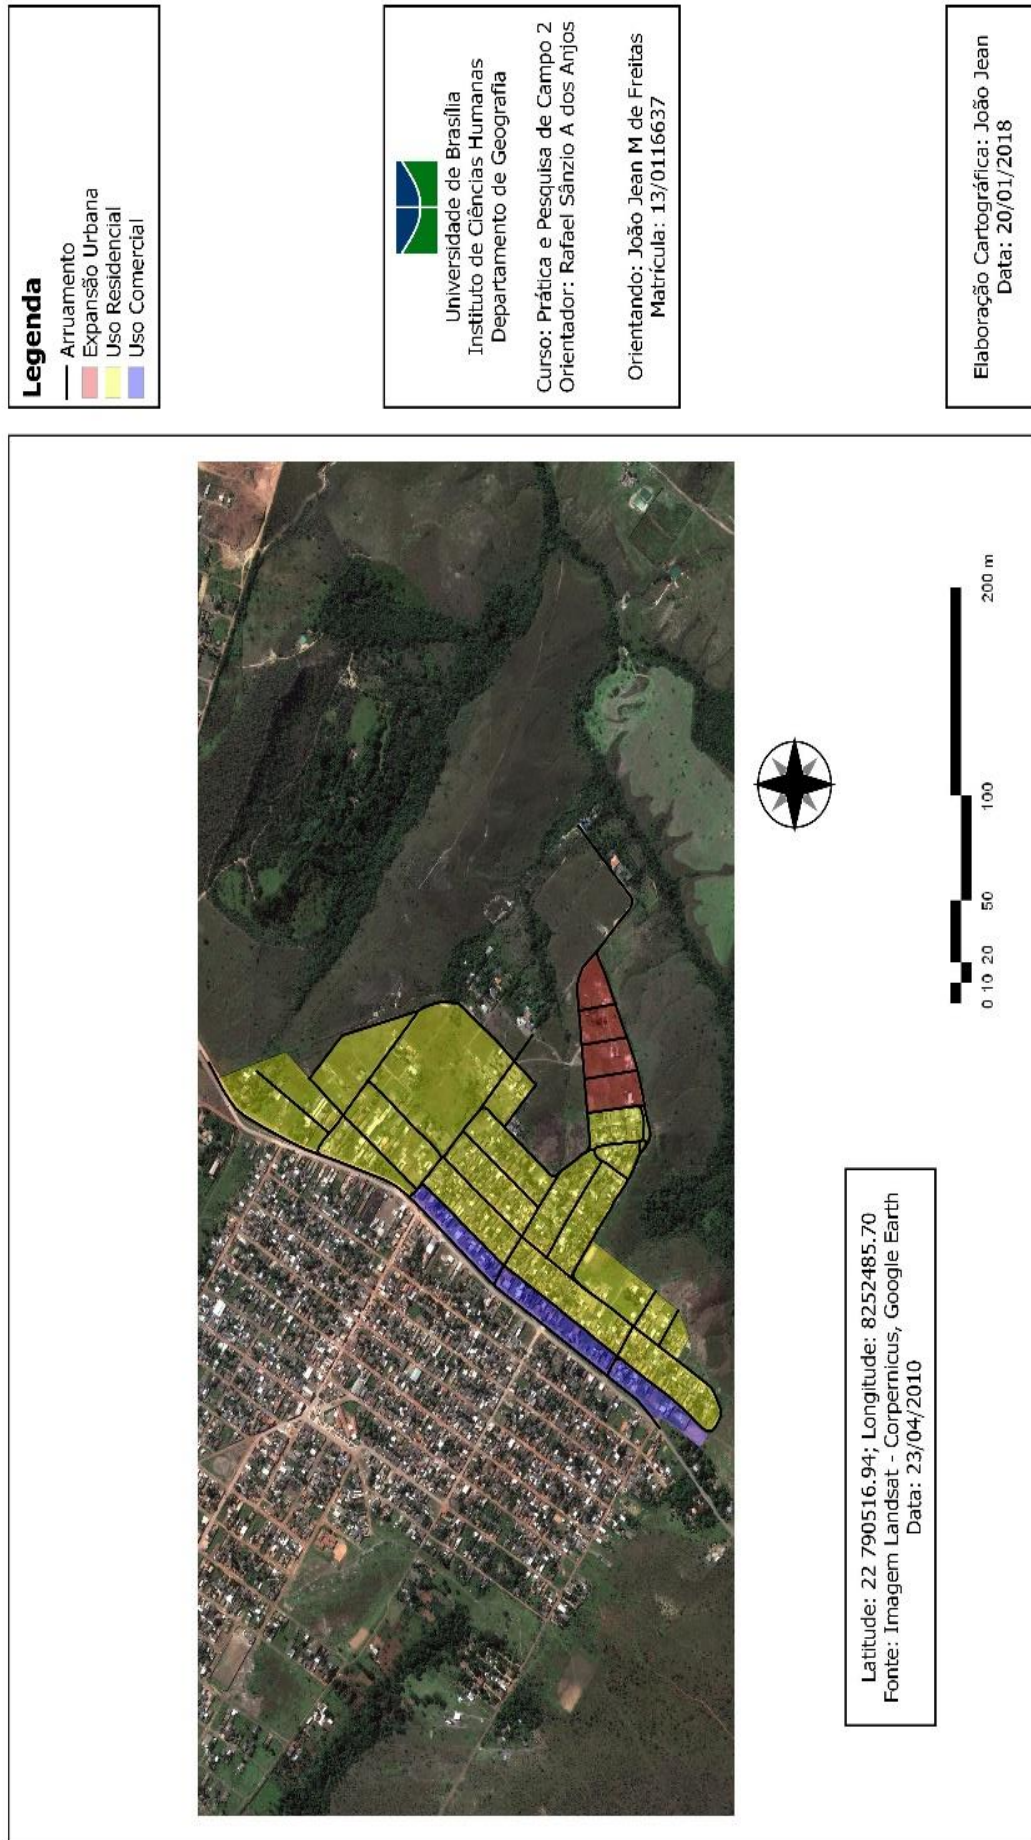 Legenda
Arruamento
Expansão Urbana
Uso Residencial
Uso Comercial
Universidade de Brasília
Instituto de Ciências Humanas
Departamento de Geografia
Curso: Prática e Pesquisa de Campo 2
Orientador: Rafael Sânzio A dos Anjos
Orientando: João Jean M de Freitas
Matrícula: 13/0116637
Elaboração Cartográfica: João Jean
Data: 20/01/2018
0 10 20 50 100 200 m
Latitude: 22 790516.94; Longitude: 8252485.70
Fonte: Imagem Landsat - Corpernicus, Google Earth
Data: 23/04/2010